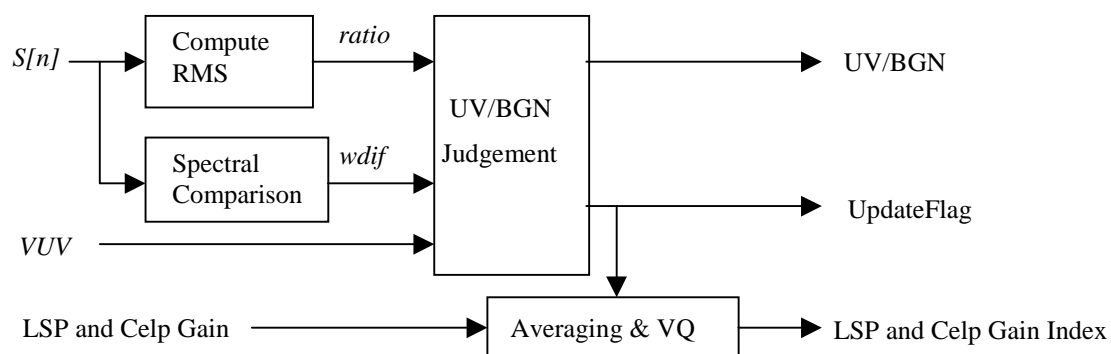 S[n]
Compute
RMS
ratio
UV/BGN
Judgement
UV/BGN
Spectral
Comparison
wdif
UpdateFlag
VUV
LSP and Celp Gain
Averaging & VQ
LSP and Celp Gain Index